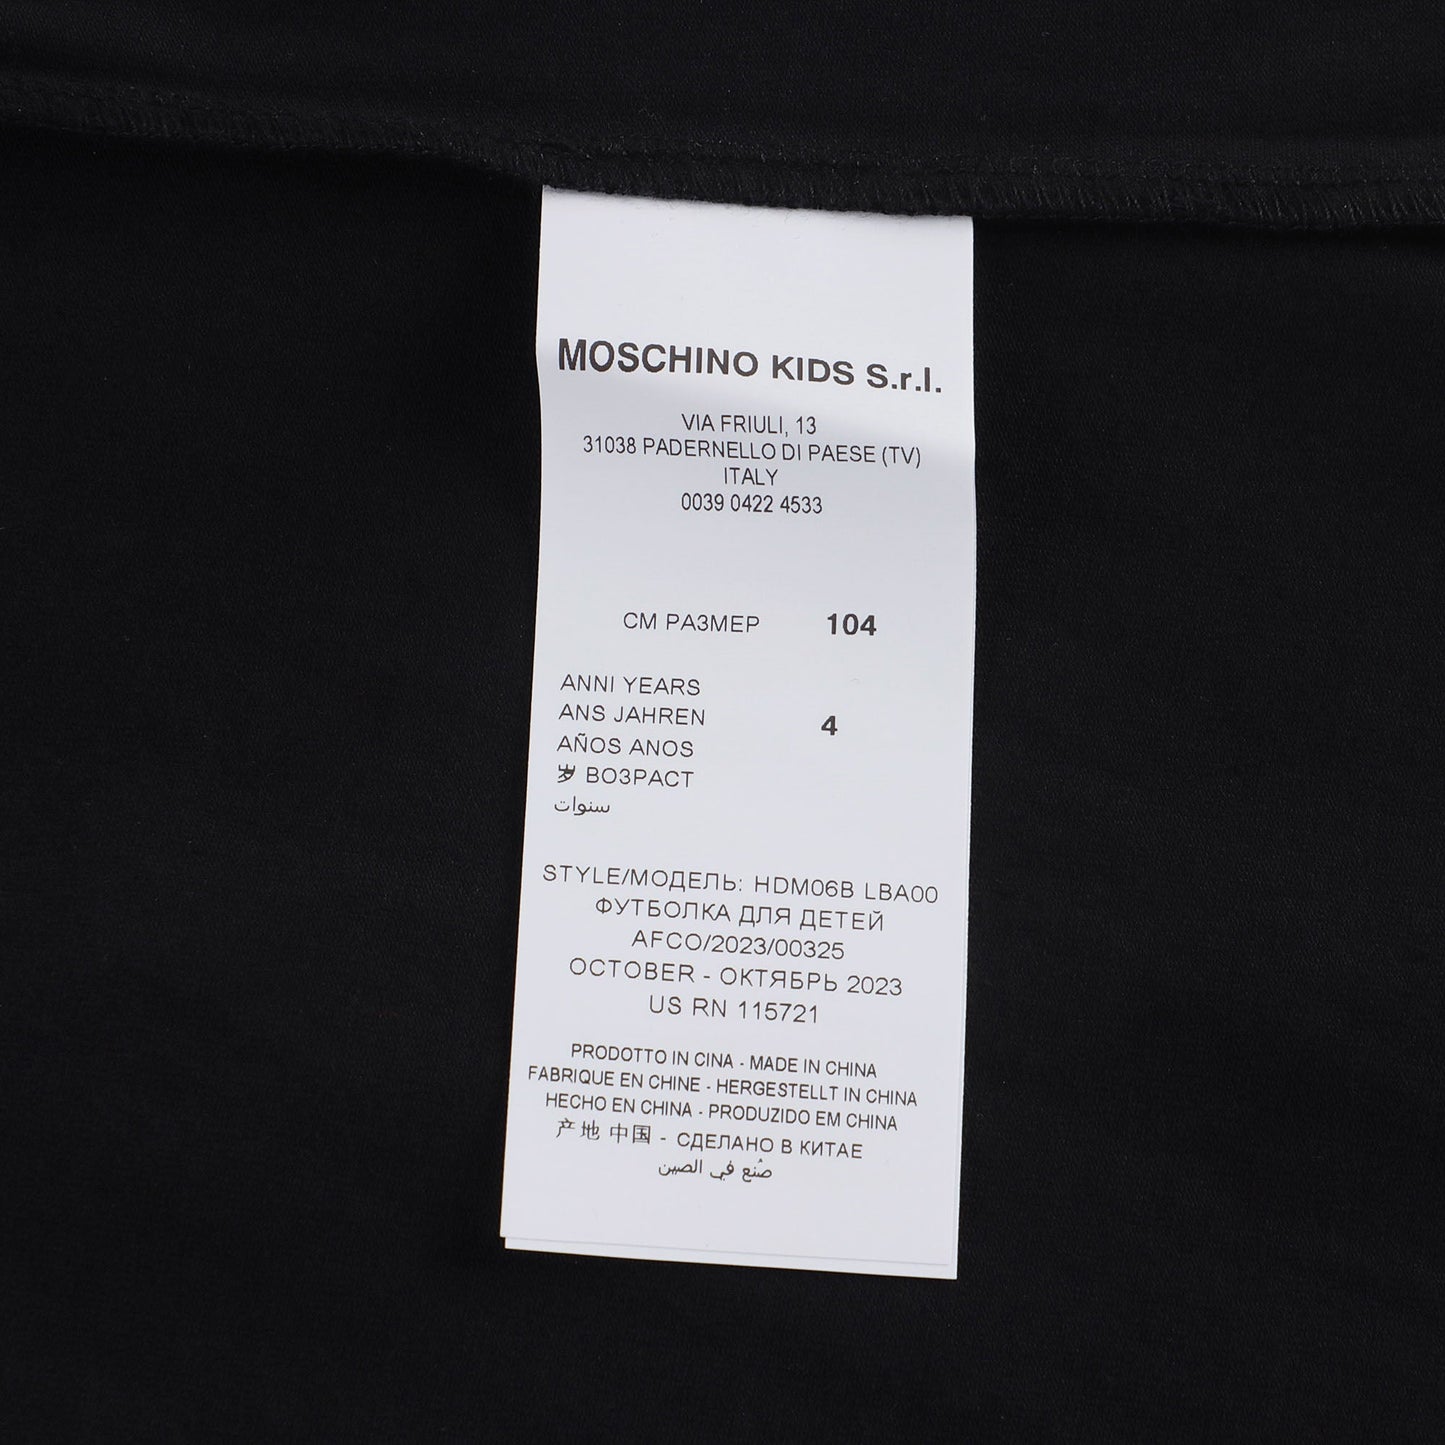 MOSCHINO KIDS S.r.l.
VIA FRIULI, 13
31038 PADERNELLO DI PAESE (TV)
ITALY
0039 0422 4533
СМ РАЗМЕР 104
ANNI YEARS
ANS JAHREN 4
AÑOS ANOS
岁 ВОЗРАСТ
سنوات
STYLE/МОДЕЛЬ: HDM06B LBA00
ФУТБОЛКА ДЛЯ ДЕТЕЙ
AFCO/2023/00325
OCTOBER - ОКТЯБРЬ 2023
US RN 115721
PRODOTTO IN CINA - MADE IN CHINA
FABRIQUE EN CHINE - HERGESTELLT IN CHINA
HECHO EN CHINA - PRODUZIDO EM CHINA
产地 中国 - СДЕЛАНО В КИТАЕ
صُنع في الصين